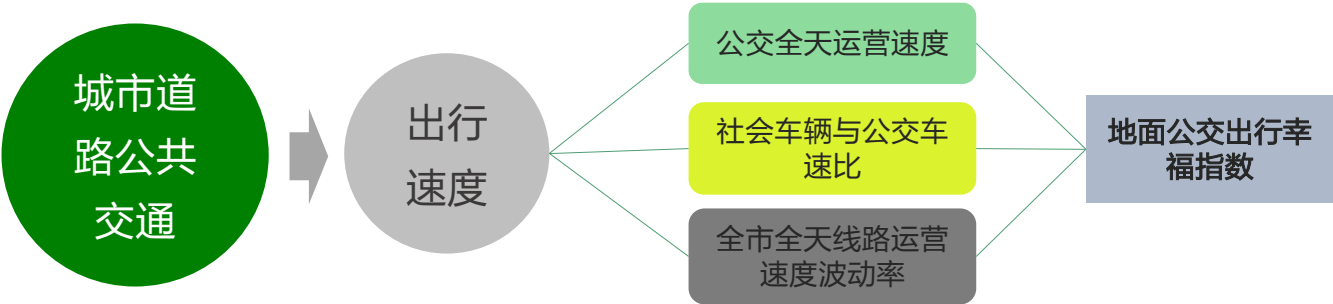 城市道
路公共
交通
出行
速度
公交全天运营速度
社会车辆与公交车
速比
全市全天线路运营
速度波动率
地面公交出行幸
福指数